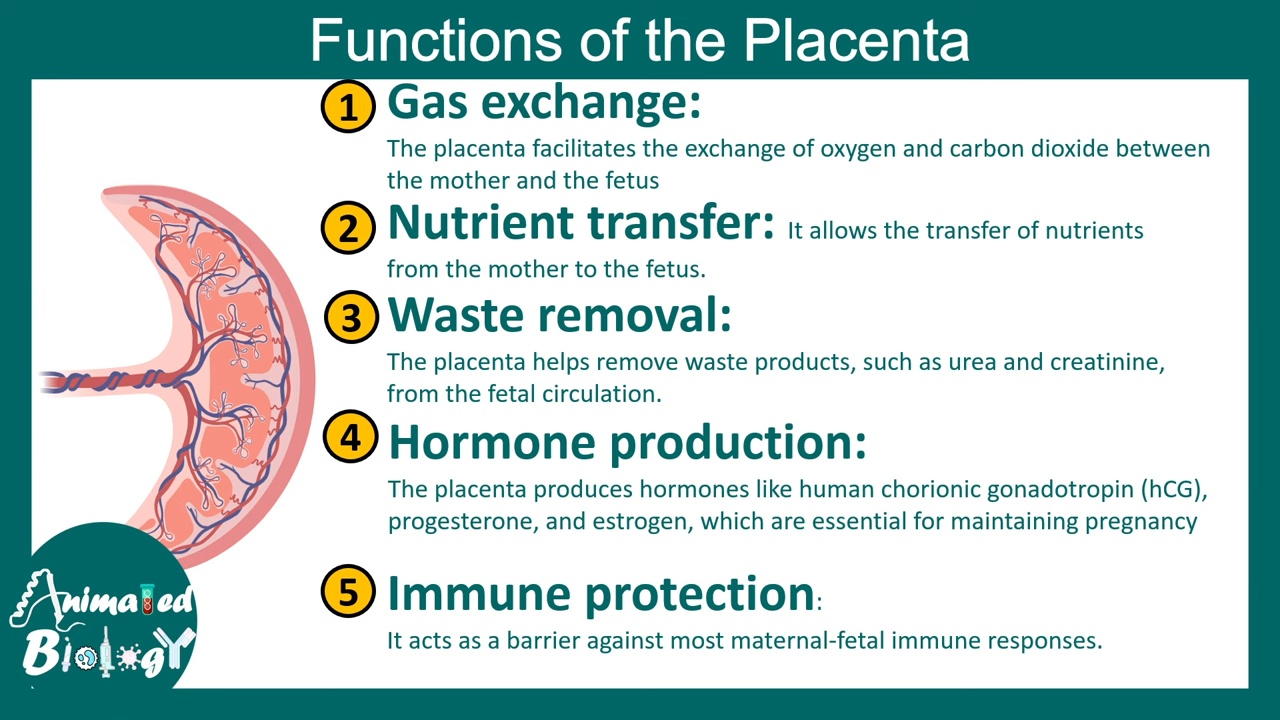 Functions of the Placenta
1 Gas exchange:
The placenta facilitates the exchange of oxygen and carbon dioxide between
the mother and the fetus
2 Nutrient transfer: It allows the transfer of nutrients
from the mother to the fetus.
3 Waste removal:
The placenta helps remove waste products, such as urea and creatinine,
from the fetal circulation.
4 Hormone production:
The placenta produces hormones like human chorionic gonadotropin (hCG),
progesterone, and estrogen, which are essential for maintaining pregnancy
5 Immune protection:
It acts as a barrier against most maternal-fetal immune responses.
Animated
Biology